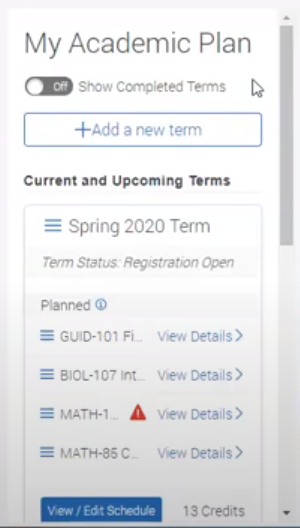 My Academic Plan
Off Show Completed Terms
+Add a new term
Current and Upcoming Terms
Spring 2020 Term
Term Status: Registration Open
Planned
GUID-101 Fi... View Details >
BIOL-107 Int... View Details >
MATH-1... View Details >
MATH-85 C... View Details >
View / Edit Schedule 13 Credits